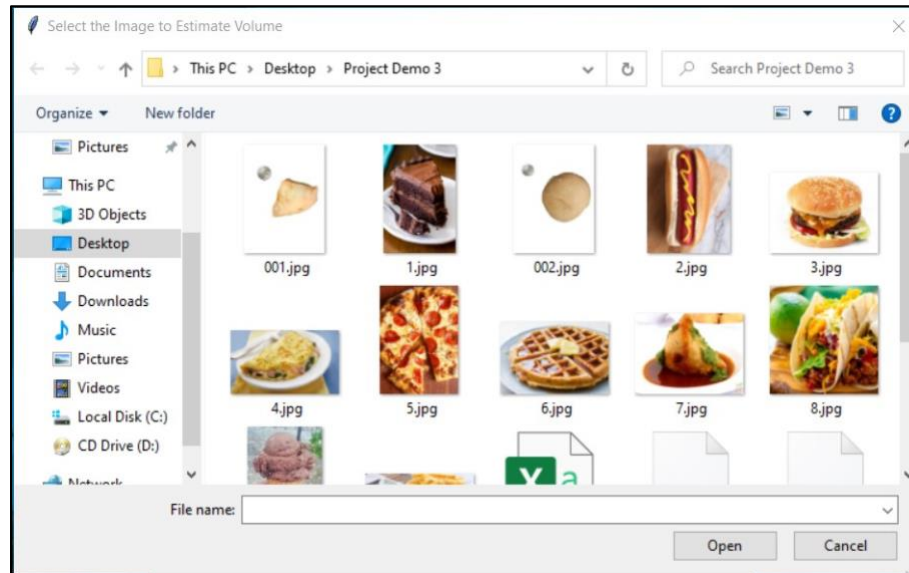 Select the Image to Estimate Volume
This PC > Desktop > Project Demo 3
Search Project Demo 3
Organize
New folder
Pictures
This PC
3D Objects
Desktop
Documents
Downloads
Music
Pictures
Videos
Local Disk (C:)
CD Drive (D:)
Network
001.jpg
1.jpg
002.jpg
2.jpg
3.jpg
4.jpg
5.jpg
6.jpg
7.jpg
8.jpg
X a
File name:
Open
Cancel